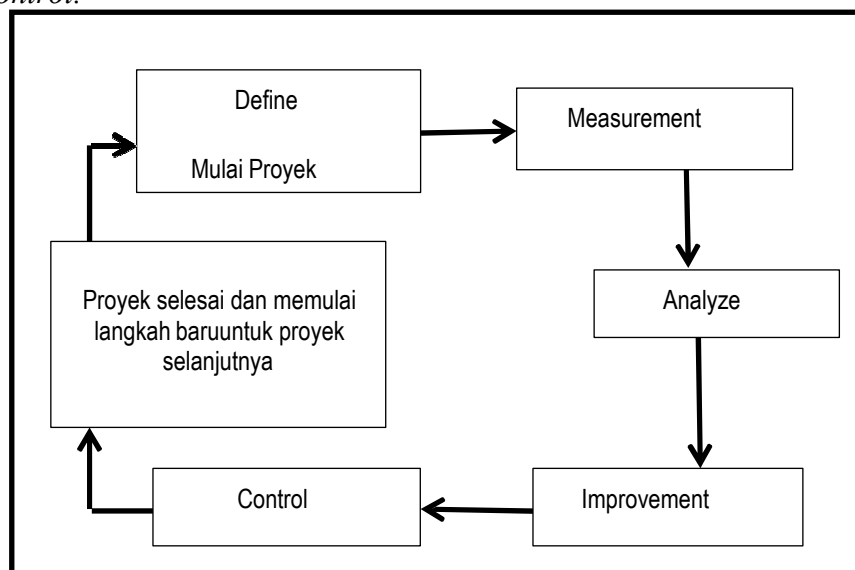 ontrol.
Define
Mulai Proyek
Measurement
Analyze
Improvement
Control
Proyek selesai dan memulai
langkah baruuntuk proyek
selanjutnya